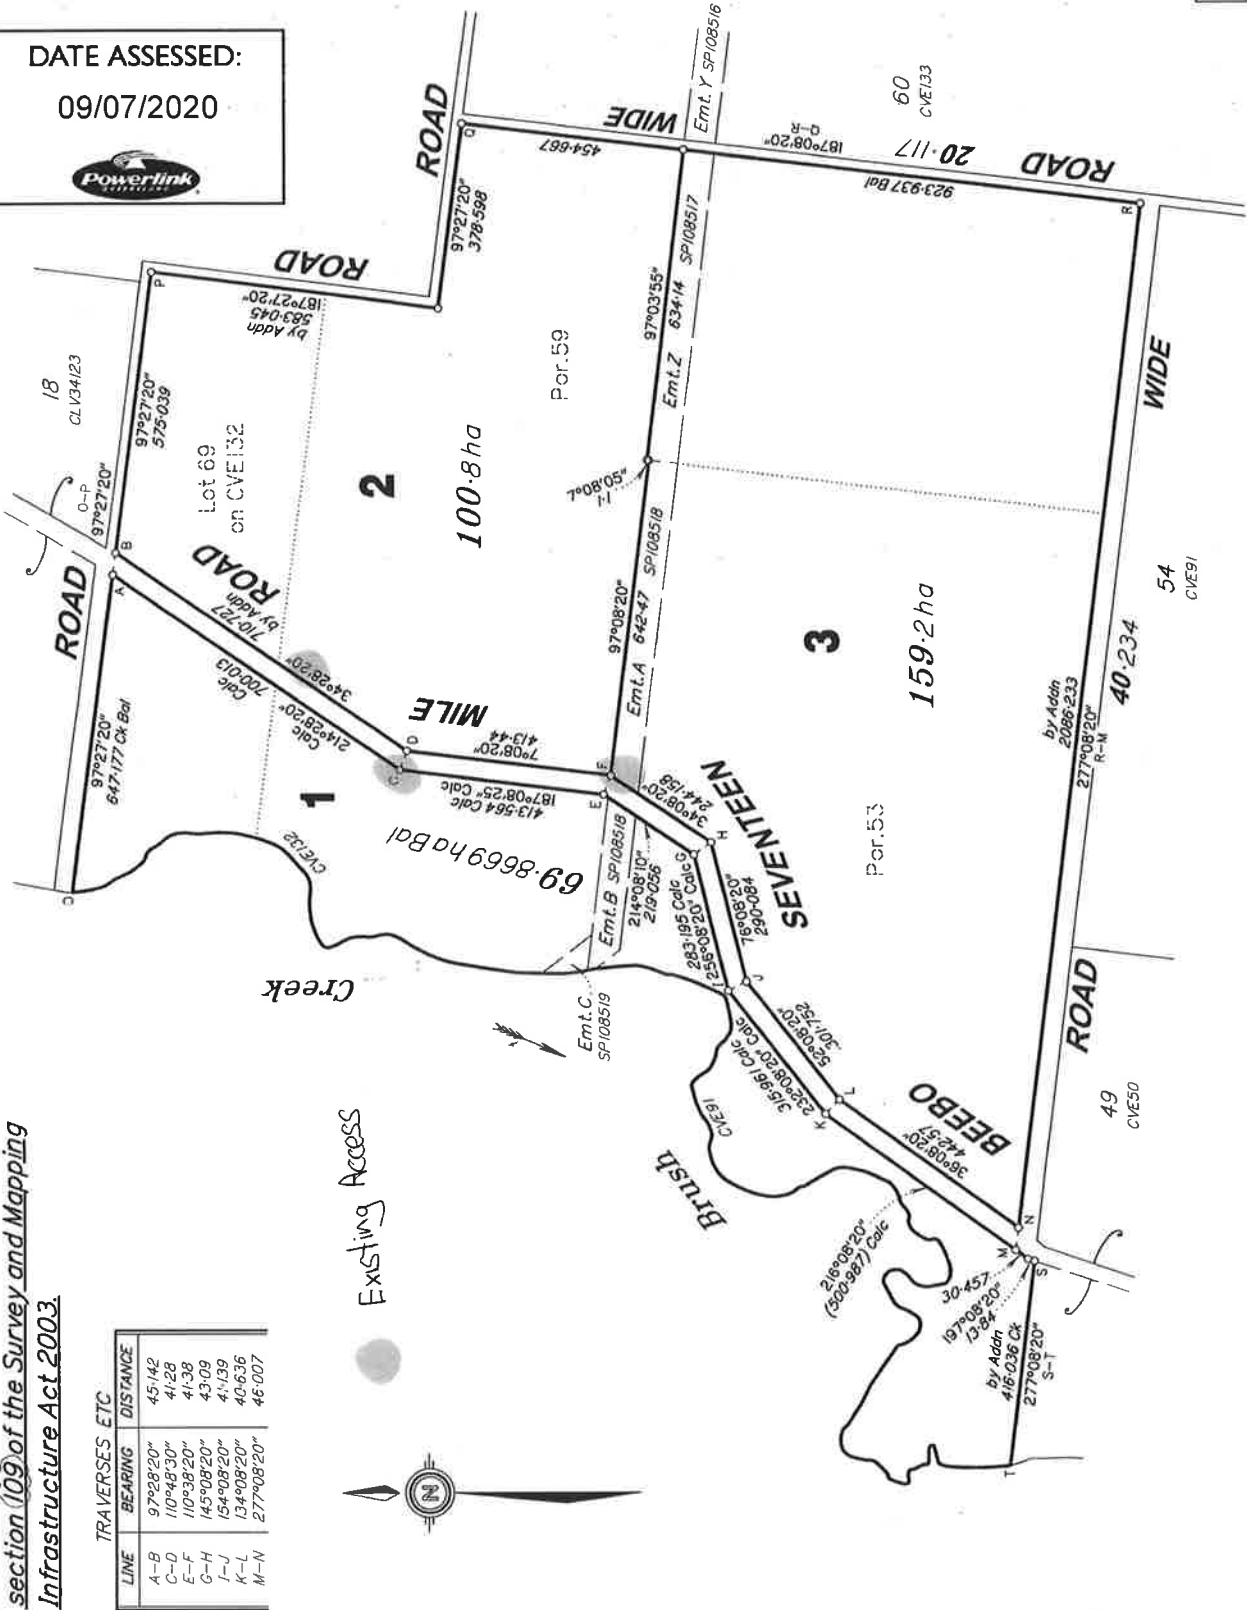 DATE ASSESSED:
09/07/2020
Powerlink
QUEENSLAND
section 109 of the Survey and Mapping
Infrastructure Act 2003.
TRAVERSES ETC
LINE BEARING DISTANCE
A-B 97°28'20" 45·142
C-D 110°48'30" 41·28
E-F 110°38'20" 41·38
G-H 145°08'20" 43·09
I-J 154°08'20" 41·139
K-L 134°08'20" 40·636
M-N 277°08'20" 46·007
Existing Access
N
18
CLV34123
O-P
97°27'20"
97°27'20"
575·039
ROAD
97°27'20"
647·177 Ck Bal
O
A
B
P
Lot 69
on CVE132
ROAD
187°27'20"
583·045
by Addn
ROAD
97°27'20"
378·598
Q
454·667
WIDE
Emt. Y SP108516
60
CVE133
187°08'20"
Q-R
20·117
ROAD
923·937 Bal
R
ROAD
710·727
by Addn
34°28'20"
700·013
Calc
214°28'20"
Calc
2
100·8 ha
Por. 59
97°03'55"
634·14
Emt. Z
SP108517
7°08'05"
1·1
97°08'20"
642·47
Emt. A
SP108518
1
CVE132
69·8669 ha Bal
C
D
MILE
7°08'20"
413·44
187°08'25" Calc
413·564 Calc
E
F
Emt. B SP108518
Emt. C
SP108519
Creek
214°08'10"
219·056
34°08'20"
244·158
G
H
SEVENTEEN
283·195 Calc
256°08'20" Calc
76°08'20"
290·084
I
J
3
159·2 ha
Por. 53
315·961 Calc
232°08'20" Calc
52°08'20"
301·752
K
L
BEEBO
36°08'20"
442·57
Brush
CVE91
216°08'20"
(500·987) Calc
M
N
S
T
30·457
197°08'20"
13·84
by Addn
416·036 Ck
277°08'20"
S-T
by Addn
2086·233
277°08'20"
R-M
40·234
WIDE
ROAD
54
CVE91
49
CVE50